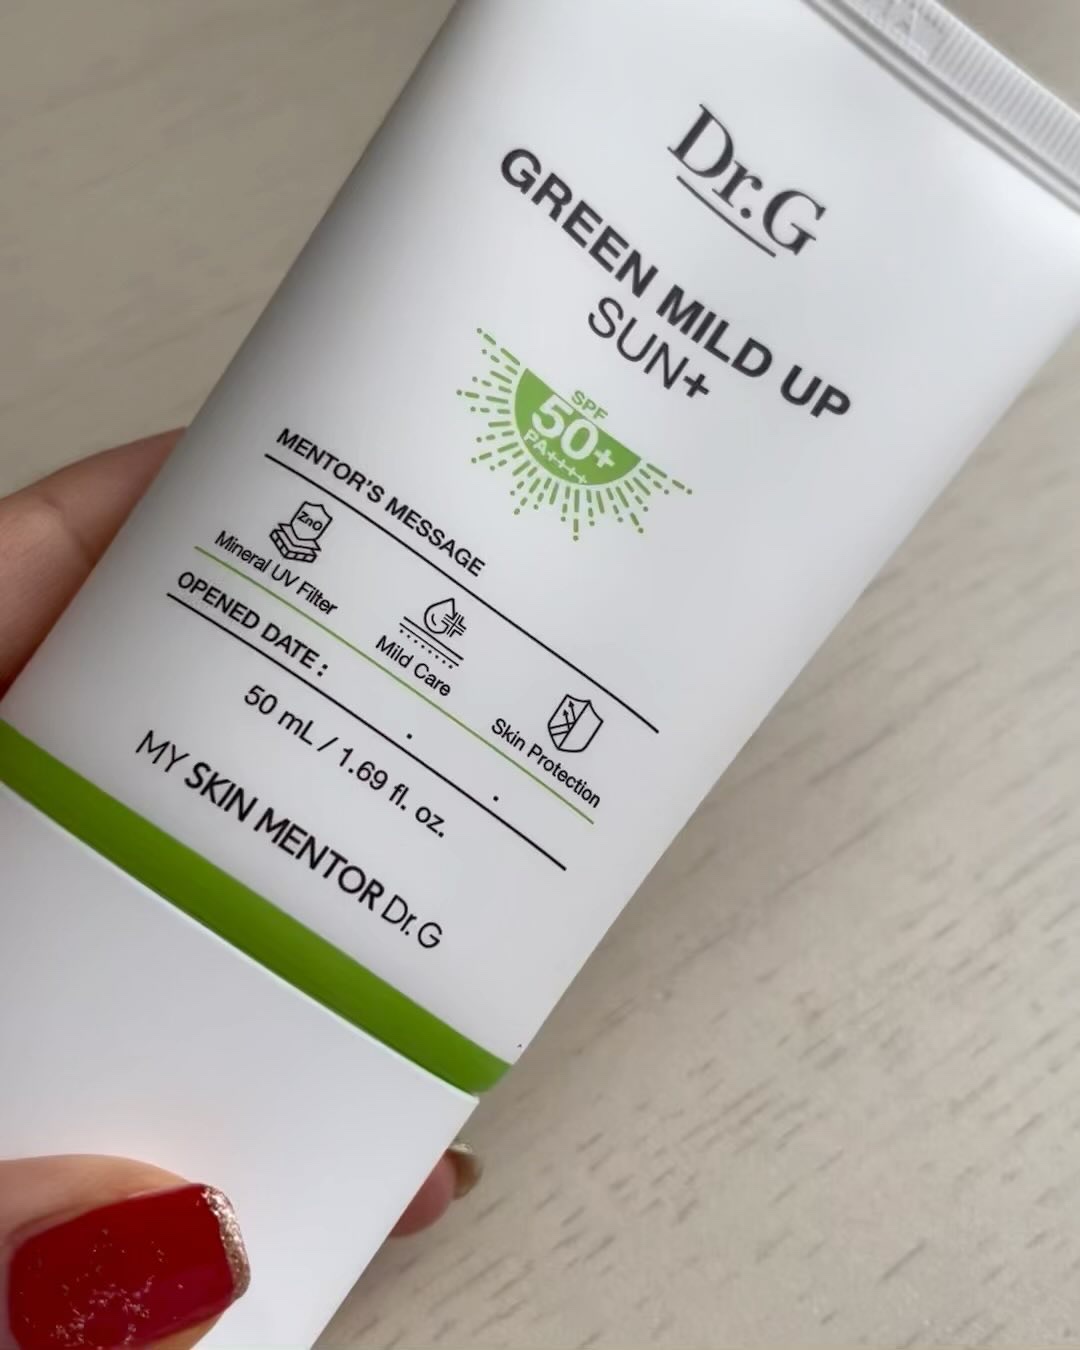 Dr.G
GREEN MILD UP
SUN+
SPF
50+
PA++++
MENTOR'S MESSAGE
ZnO
Mineral UV Filter
Mild Care
Skin Protection
OPENED DATE : . .
50 mL / 1.69 fl. oz.
MY SKIN MENTOR Dr.G